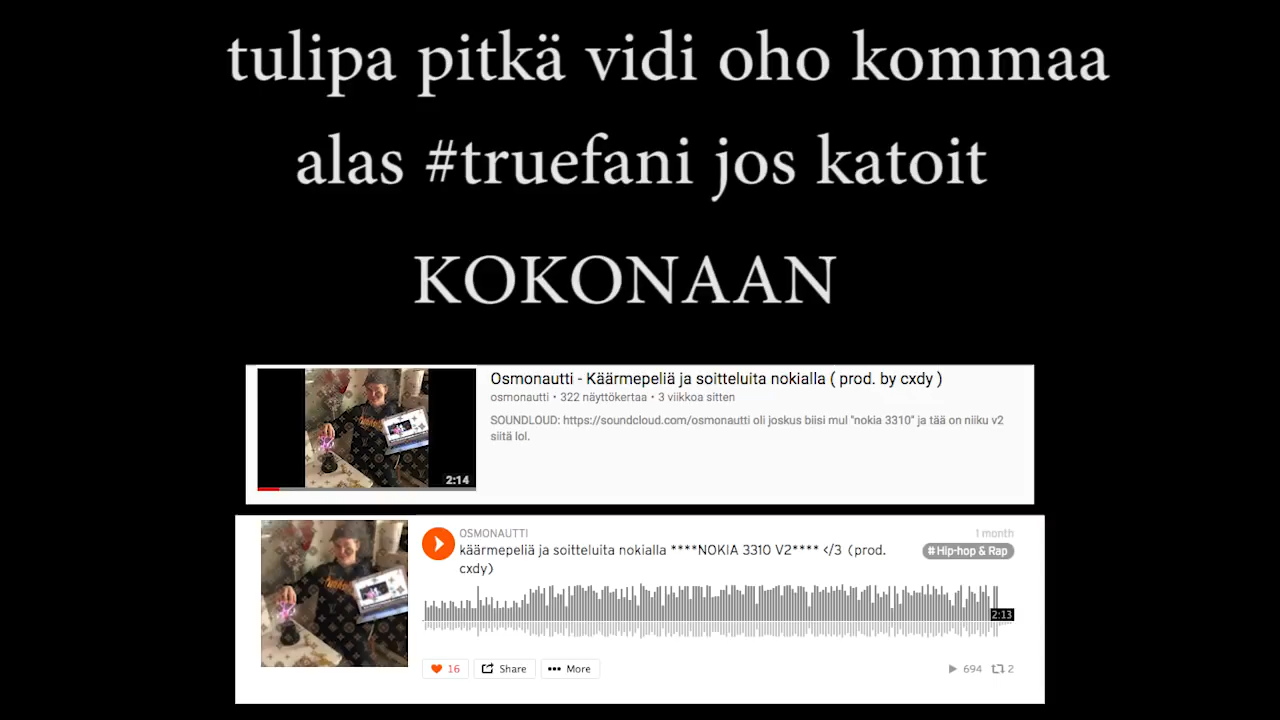 tulipa pitkä vidi oho kommaa
alas #truefani jos katoit
KOKONAAN
Osmonautti - Käärmepeliä ja soitteluita nokialla ( prod. by cxdy )
osmonautti • 322 näyttökertaa • 3 viikkoa sitten
SOUNDLOUD: https://soundcloud.com/osmonautti oli joskus biisi mul "nokia 3310" ja tää on niiku v2
siitä lol.
2:14
OSMONAUTTI
1 month
käärmepeliä ja soitteluita nokialla ****NOKIA 3310 V2**** </3 (prod.
cxdy)
# Hip-hop & Rap
2:13
16 Share More
694 2